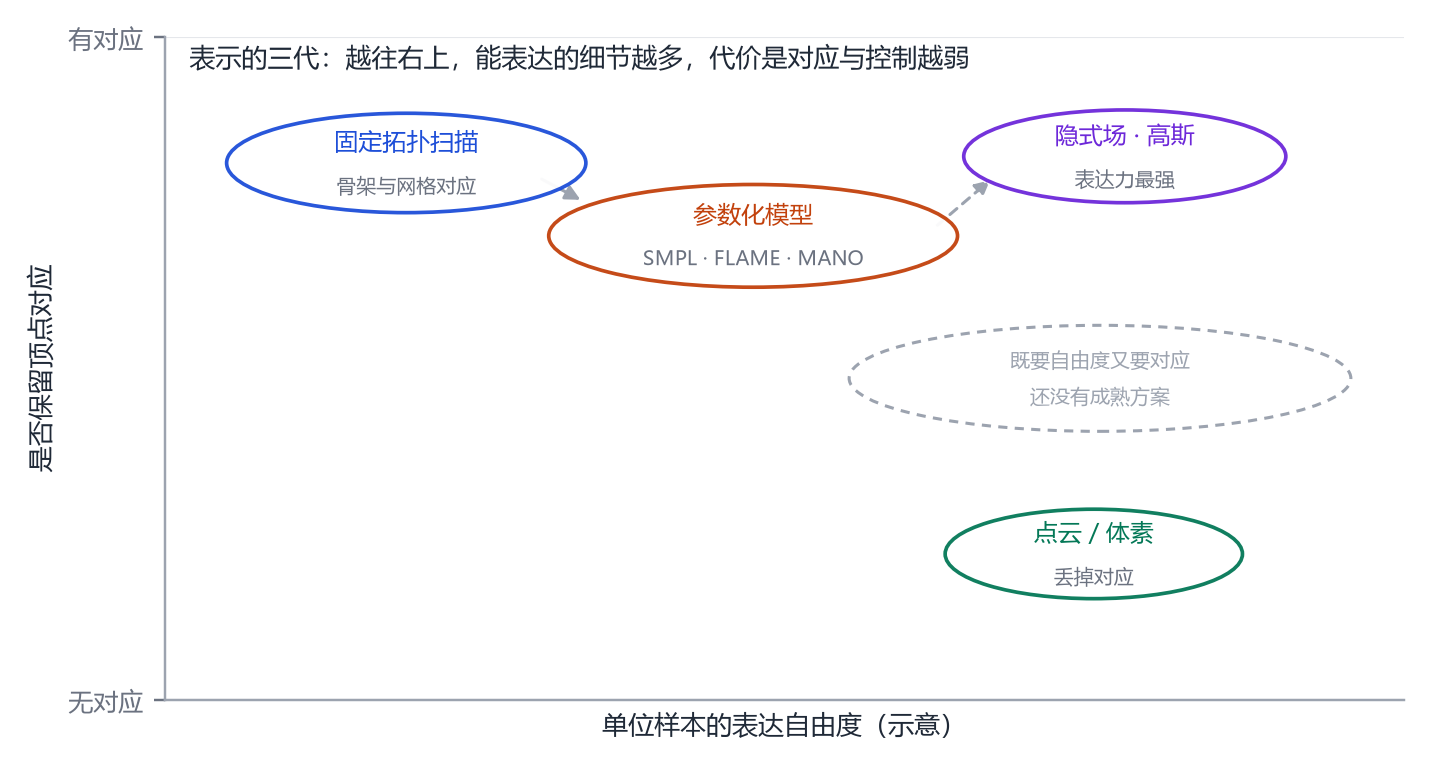 有对应
表示的三代：越往右上，能表达的细节越多，代价是对应与控制越弱
固定拓扑扫描
骨架与网格对应
隐式场 · 高斯
表达力最强
参数化模型
SMPL · FLAME · MANO
是否保留顶点对应
既要自由度又要对应
还没有成熟方案
点云 / 体素
丢掉对应
无对应
单位样本的表达自由度（示意）